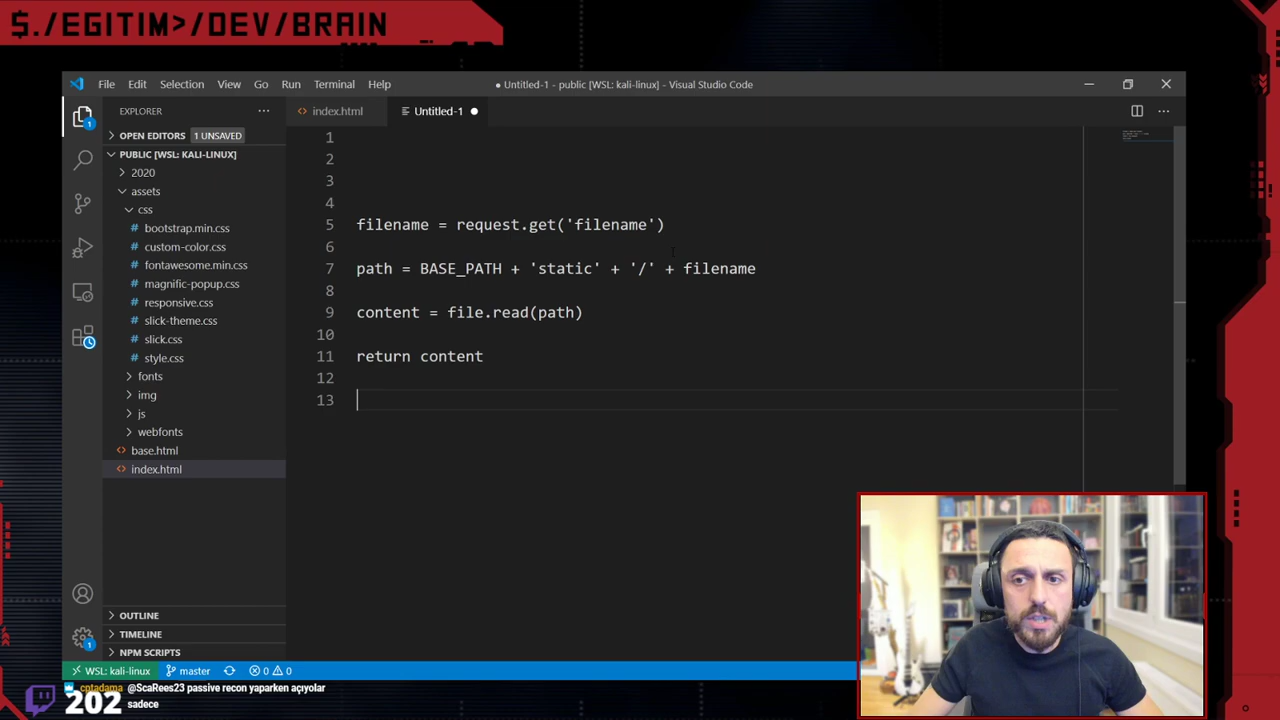 $./EGITIM>/DEV/BRAIN
File Edit Selection View Go Run Terminal Help
● Untitled-1 - public [WSL: kali-linux] - Visual Studio Code
EXPLORER
index.html
Untitled-1
OPEN EDITORS 1 UNSAVED
PUBLIC [WSL: KALI-LINUX]
2020
assets
css
bootstrap.min.css
custom-color.css
fontawesome.min.css
magnific-popup.css
responsive.css
slick-theme.css
slick.css
style.css
fonts
img
js
webfonts
base.html
index.html
OUTLINE
TIMELINE
NPM SCRIPTS
1
2
3
4
5 filename = request.get('filename')
6
7 path = BASE_PATH + 'static' + '/' + filename
8
9 content = file.read(path)
10
11 return content
12
13
1
1
WSL: kali-linux master 0 0
202
cptadama @ScaRees23 passive recon yaparken açıyolar
sadece